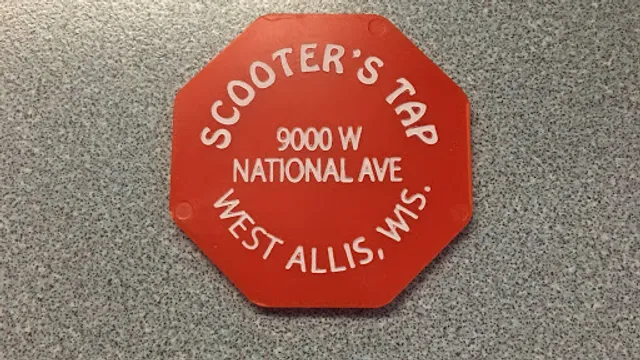 SCOOTER'S TAP
9000 W
NATIONAL AVE
WEST ALLIS, WIS.